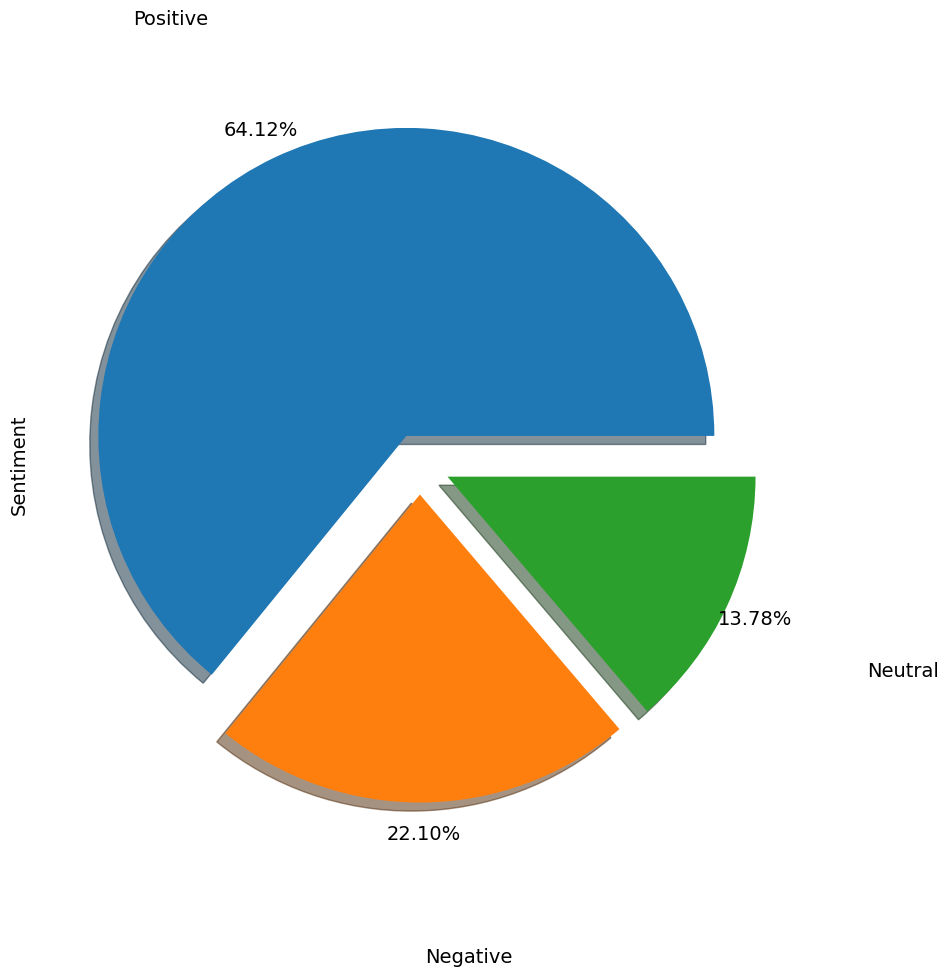 Positive
64.12%
Sentiment
13.78%
Neutral
22.10%
Negative